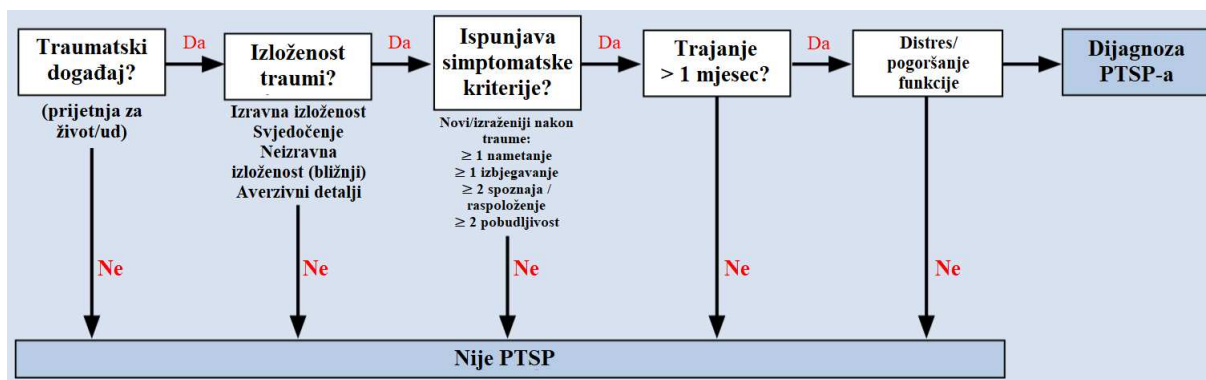 Traumatski
događaj?
(prijetnja za
život/ud)
Da
Izloženost
traumi?
Izravna izloženost
Svjedočenje
Neizravna
izloženost (bližnji)
Averzivni detalji
Da
Ispunjava
simptomatske
kriterije?
Novi/izraženiji nakon
traume:
≥ 1 nametanje
≥ 1 izbjegavanje
≥ 2 spoznaja /
raspoloženje
≥ 2 pobudljivost
Da
Trajanje
> 1 mjesec?
Da
Distres/
pogoršanje
funkcije
Dijagnoza
PTSP-a
Ne
Ne
Ne
Ne
Ne
Nije PTSP